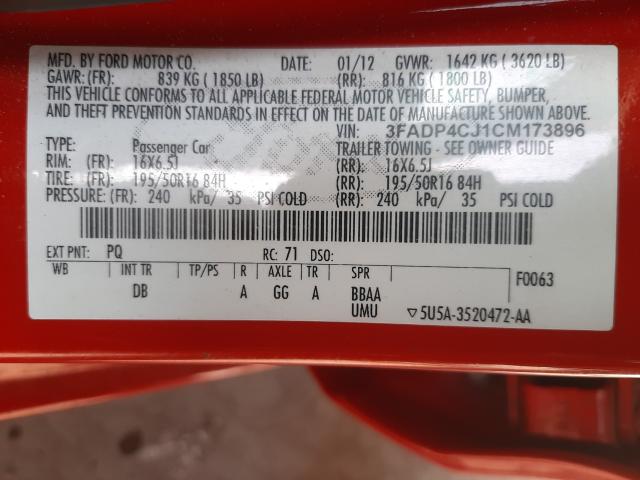 MFD. BY FORD MOTOR CO. DATE: 01/12 GVWR: 1642 KG ( 3620 LB)
GAWR: (FR): 839 KG ( 1850 LB) (RR): 816 KG ( 1800 LB)
THIS VEHICLE CONFORMS TO ALL APPLICABLE FEDERAL MOTOR VEHICLE SAFETY, BUMPER,
AND THEFT PREVENTION STANDARDS IN EFFECT ON THE DATE OF MANUFACTURE SHOWN ABOVE.
VIN: 3FADP4CJ1CM173896
TYPE: Passenger Car TRAILER TOWING - SEE OWNER GUIDE
RIM: (FR): 16X6.5J (RR): 16X6.5J
TIRE: (FR): 195/50R16 84H (RR): 195/50R16 84H
PRESSURE: (FR): 240 kPa/ 35 PSI COLD (RR): 240 kPa/ 35 PSI COLD
EXT PNT: PQ RC: 71 DSO:
WB INT TR TP/PS R AXLE TR SPR F0063
DB A GG A BBAA
UMU ▽5U5A-3520472-AA